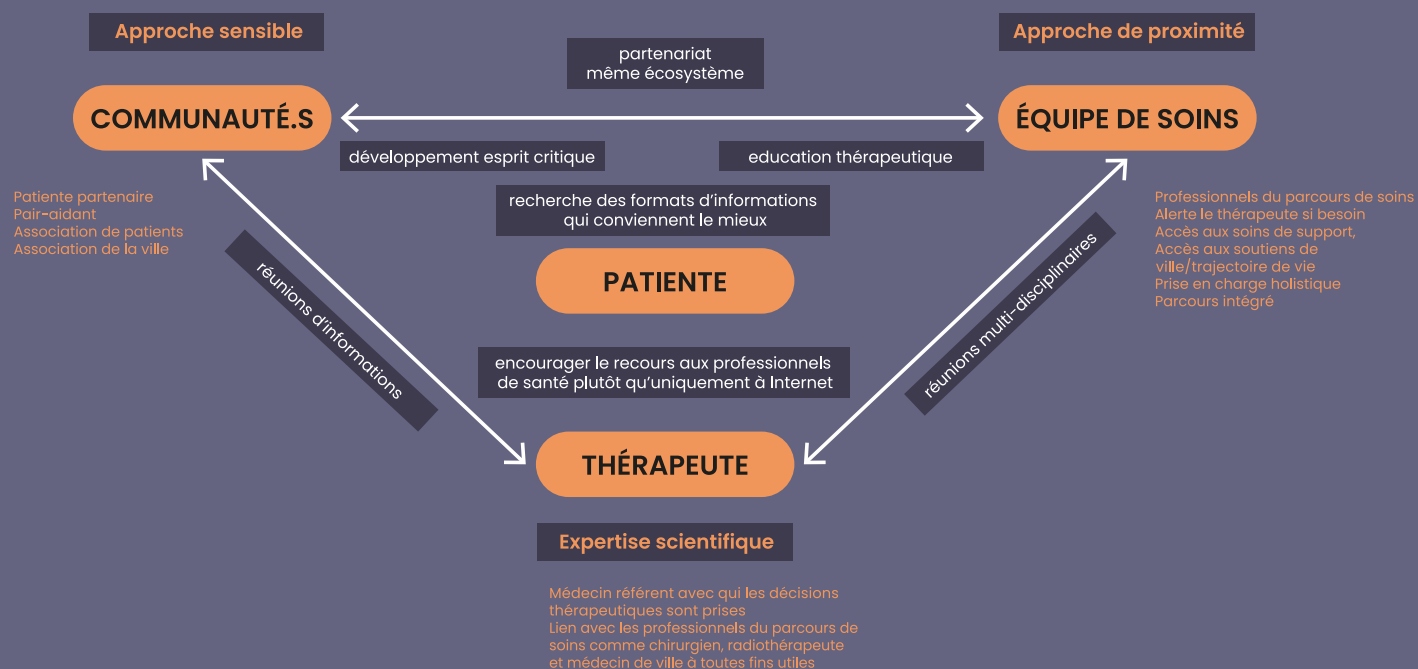 Approche sensible
Approche de proximité
partenariat
même écosystème
COMMUNAUTÉ.S
ÉQUIPE DE SOINS
développement esprit critique
education thérapeutique
Patiente partenaire
Pair-aidant
Association de patients
Association de la ville
recherche des formats d'informations
qui conviennent le mieux
Professionnels du parcours de soins
Alerte le thérapeute si besoin
Accès aux soins de support,
Accès aux soutiens de
ville/trajectoire de vie
Prise en charge holistique
Parcours intégré
PATIENTE
réunions d'informations
réunions multi-disciplinaires
encourager le recours aux professionnels
de santé plutôt qu'uniquement à Internet
THÉRAPEUTE
Expertise scientifique
Médecin référent avec qui les décisions
thérapeutiques sont prises
Lien avec les professionnels du parcours de
soins comme chirurgien, radiothérapeute
et médecin de ville à toutes fins utiles